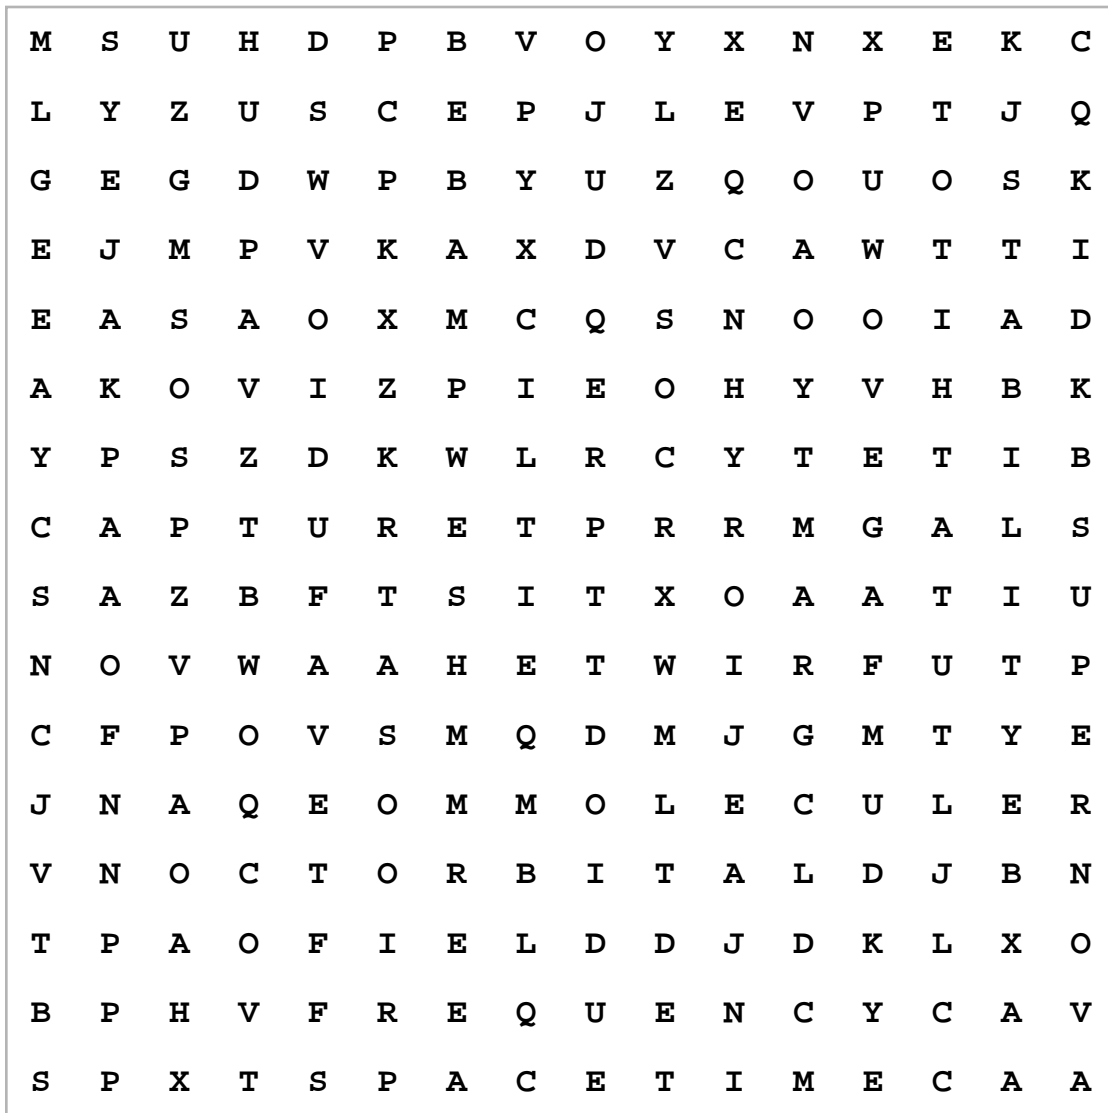 M S U H D P B V O Y X N X E K C
L Y Z U S C E P J L E V P T J Q
G E G D W P B Y U Z Q O U O S K
E J M P V K A X D V C A W T T I
E A S A O X M C Q S N O O I A D
A K O V I Z P I E O H Y V H B K
Y P S Z D K W L R C Y T E T I B
C A P T U R E T P R R M G A L S
S A Z B F T S I T X O A A T I U
N O V W A A H E T W I R F U T P
C F P O V S M Q D M J G M T Y E
J N A Q E O M M O L E C U L E R
V N O C T O R B I T A L D J B N
T P A O F I E L D D J D K L X O
B P H V F R E Q U E N C Y C A V
S P X T S P A C E T I M E C A A